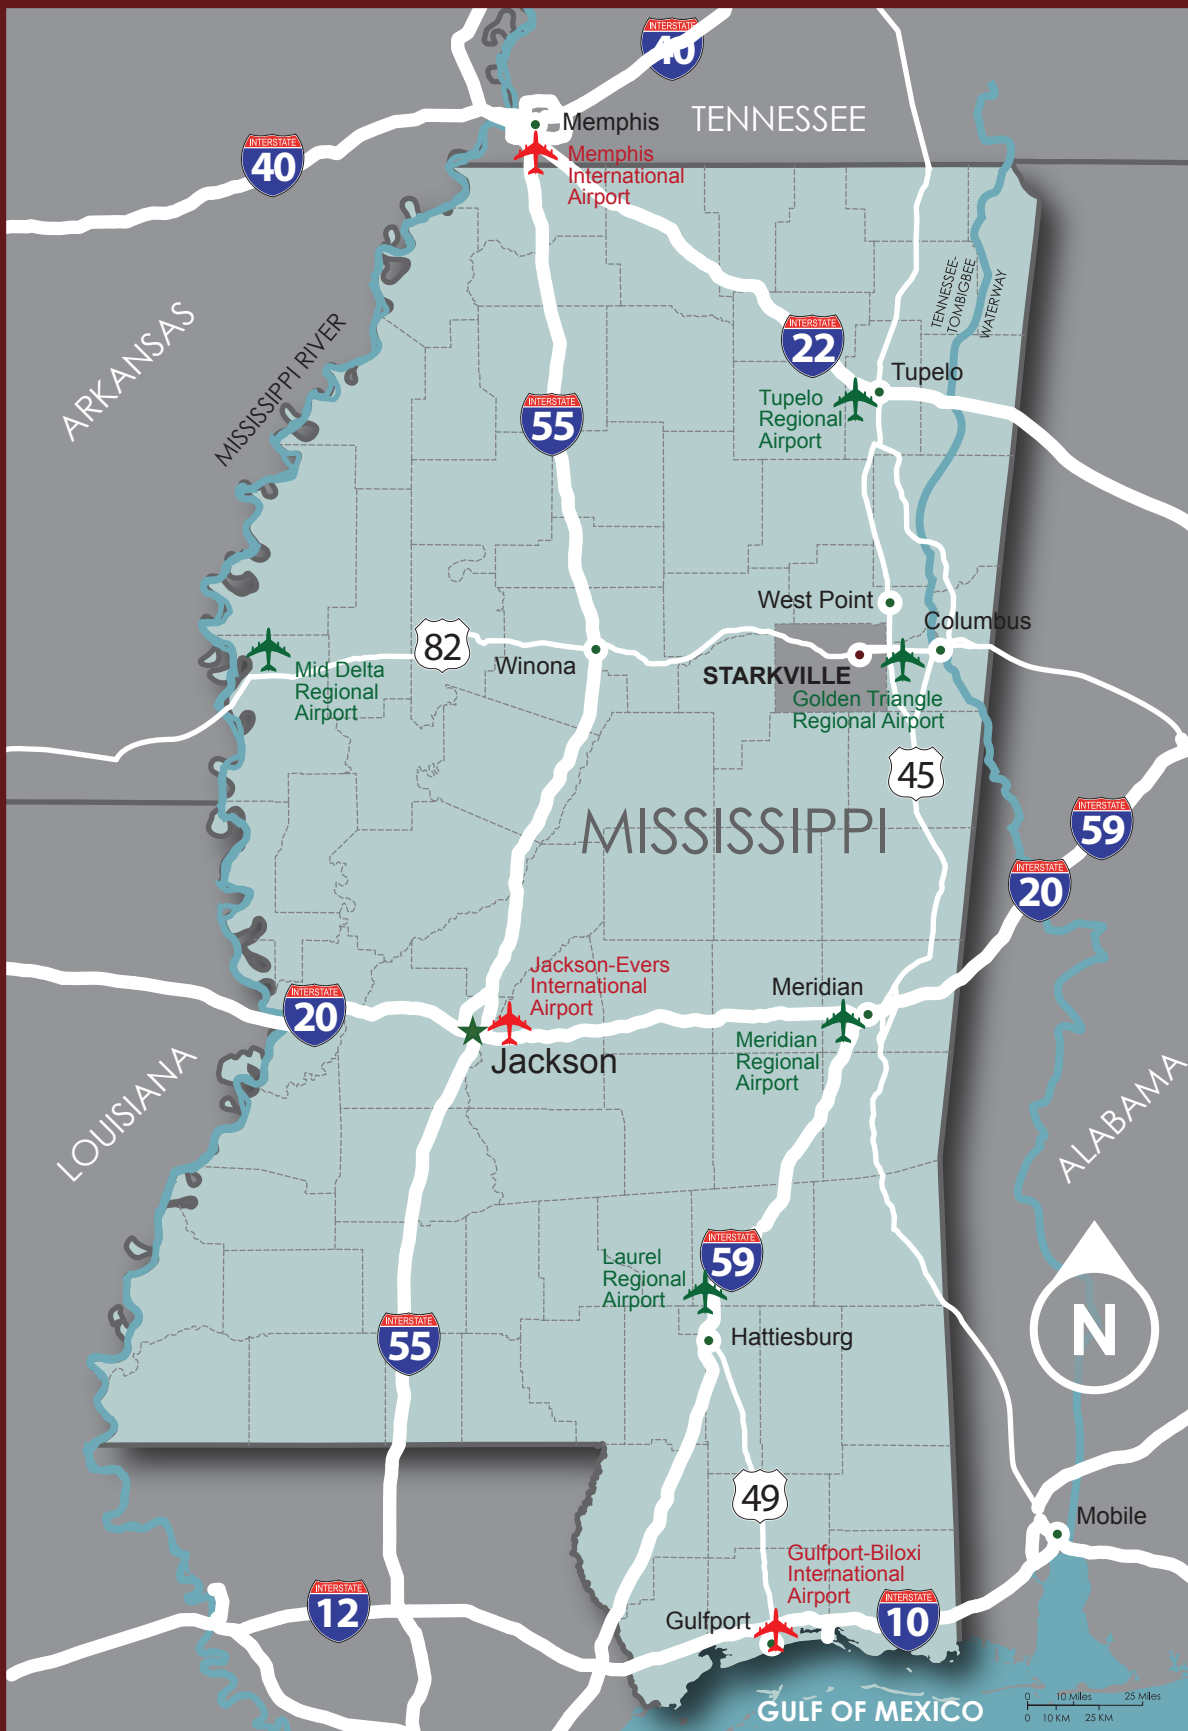 INTERSTATE
40
INTERSTATE
40
TENNESSEE
Memphis
Memphis
International
Airport
ARKANSAS
MISSISSIPPI RIVER
TENNESSEE-
TOMBIGBEE
WATERWAY
INTERSTATE
22
Tupelo
Tupelo
Regional
Airport
INTERSTATE
55
West Point
Columbus
82
Winona
STARKVILLE
Mid Delta
Regional
Airport
Golden Triangle
Regional Airport
45
MISSISSIPPI
INTERSTATE
59
INTERSTATE
20
Jackson-Evers
International
Airport
Meridian
INTERSTATE
20
Jackson
Meridian
Regional
Airport
LOUISIANA
ALABAMA
INTERSTATE
59
Laurel
Regional
Airport
N
INTERSTATE
55
Hattiesburg
49
Mobile
Gulfport-Biloxi
International
Airport
INTERSTATE
12
Gulfport
INTERSTATE
10
GULF OF MEXICO
0 10 Miles 25 Miles
0 10 KM 25 KM